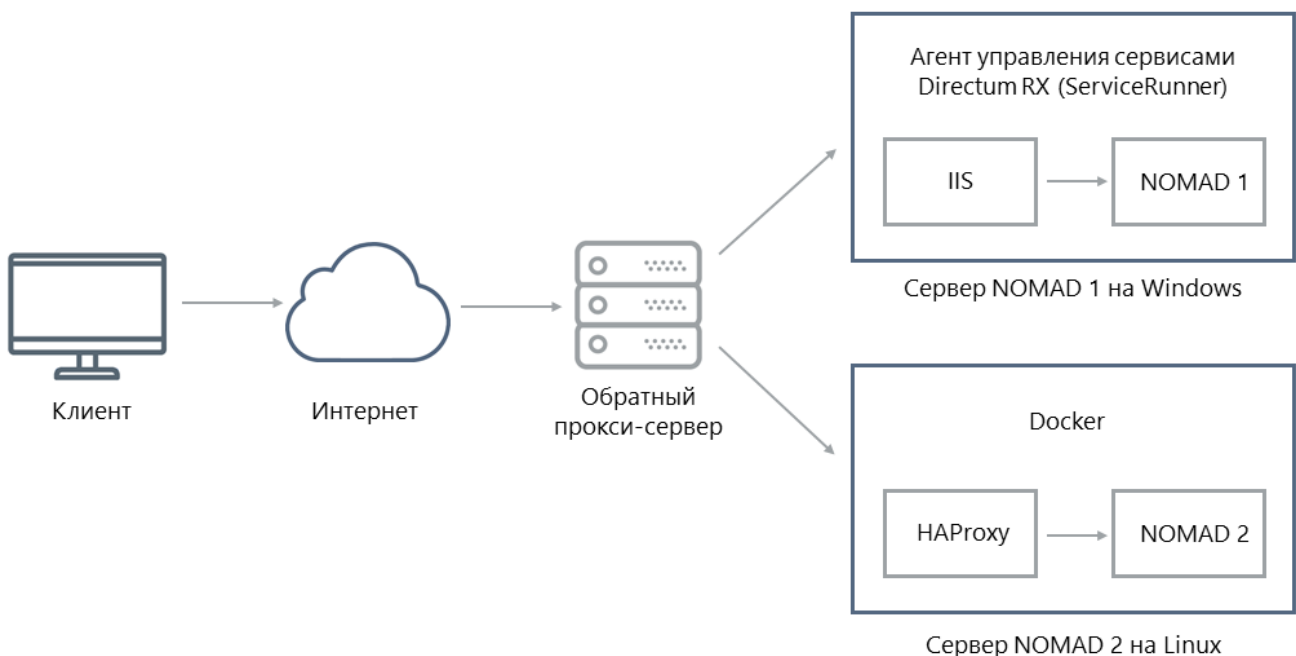 Агент управления сервисами
Directum RX (ServiceRunner)
IIS
NOMAD 1
Сервер NOMAD 1 на Windows
Клиент
Интернет
Обратный
прокси-сервер
Docker
HAProxy
NOMAD 2
Сервер NOMAD 2 на Linux